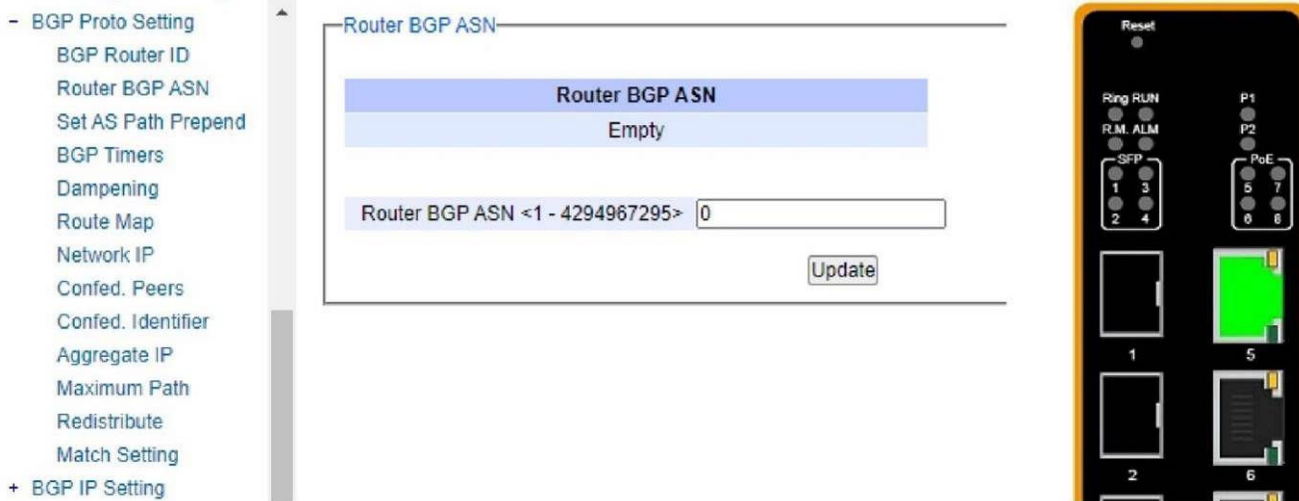 - BGP Proto Setting
BGP Router ID
Router BGP ASN
Set AS Path Prepend
BGP Timers
Dampening
Route Map
Network IP
Confed. Peers
Confed. Identifier
Aggregate IP
Maximum Path
Redistribute
Match Setting
+ BGP IP Setting
Router BGP ASN
Router BGP ASN
Empty
Router BGP ASN <1 - 4294967295> 0
Update
Reset
Ring RUN P1
R.M. ALM P2
SFP PoE
1 3 5 7
2 4 6 8
1 5
2 6